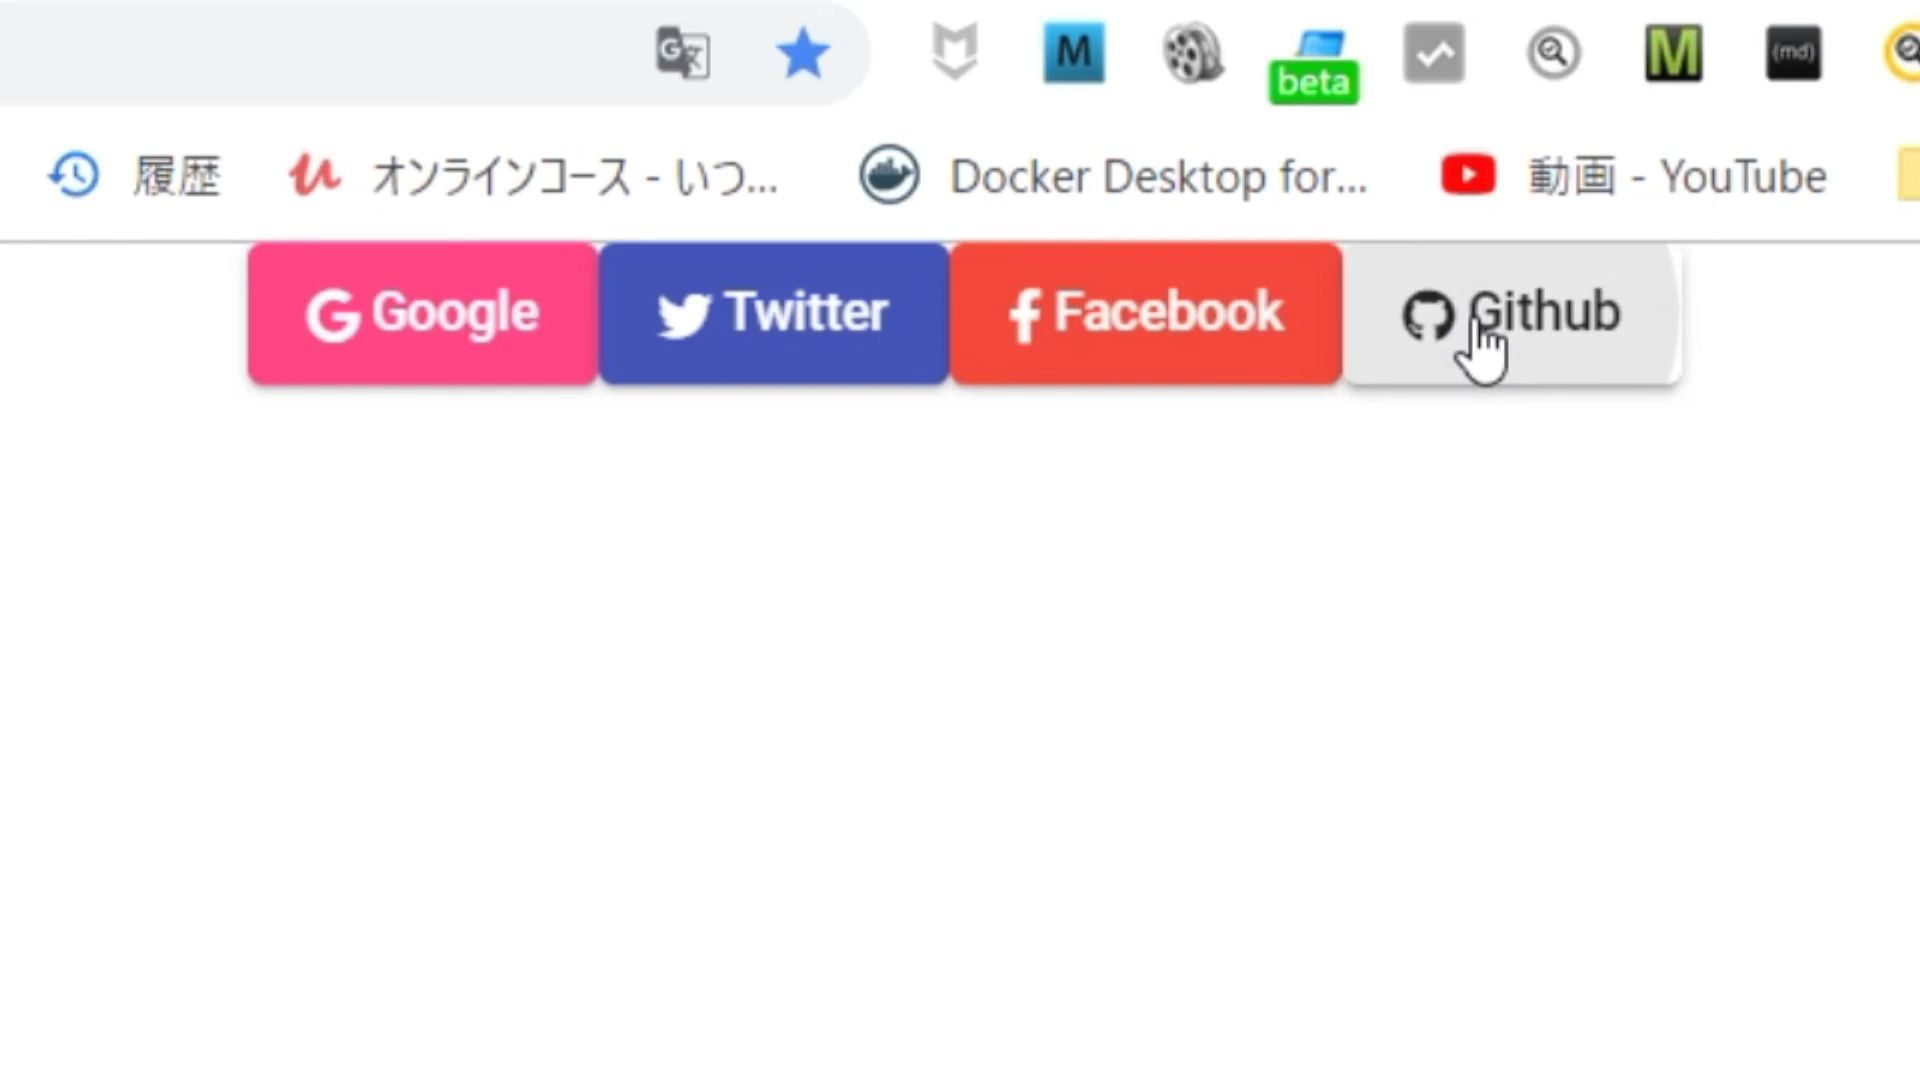 M beta M (md)
履歴 オンラインコース - いつ... Docker Desktop for... 動画 - YouTube
Google Twitter Facebook Github